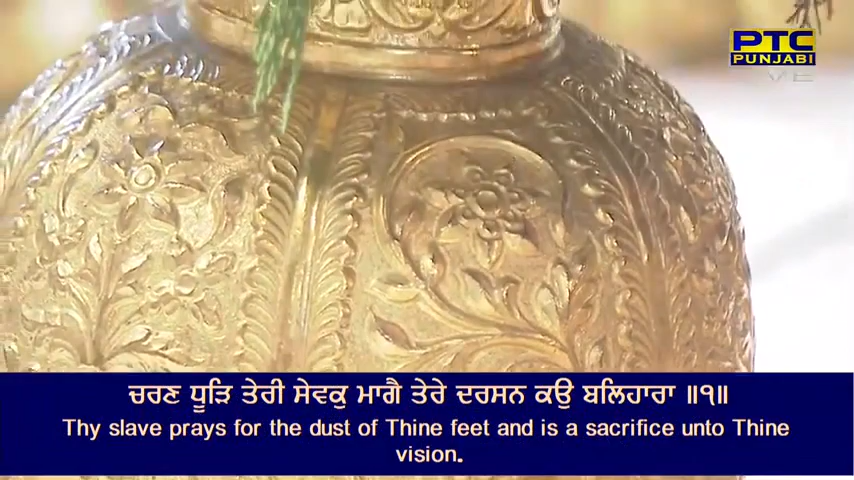 PTC
PUNJABI
ਚਰਣ ਧੂੜਿ ਤੇਰੀ ਸੇਵਕੁ ਮਾਗੈ ਤੇਰੇ ਦਰਸਨ ਕਉ ਬਲਿਹਾਰਾ ॥੧॥
Thy slave prays for the dust of Thine feet and is a sacrifice unto Thine
vision.